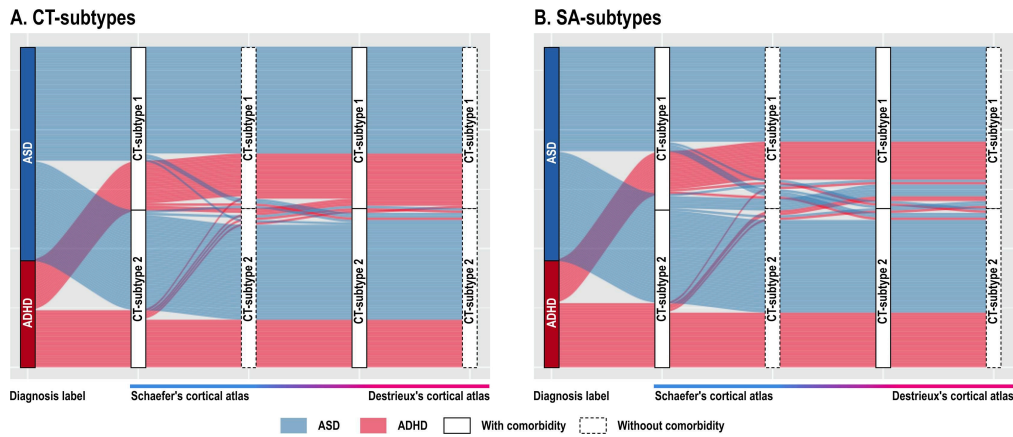 A. CT-subtypes
B. SA-subtypes
ASD
ADHD
CT-subtype 1
CT-subtype 2
CT-subtype 1
CT-subtype 2
CT-subtype 1
CT-subtype 2
CT-subtype 1
CT-subtype 2
ASD
ADHD
CT-subtype 1
CT-subtype 2
CT-subtype 1
CT-subtype 2
CT-subtype 1
CT-subtype 2
CT-subtype 1
CT-subtype 2
Diagnosis label Schaefer's cortical atlas Destrieux's cortical atlas
Diagnosis label Schaefer's cortical atlas Destrieux's cortical atlas
ASD ADHD With comorbidity Withoout comorbidity